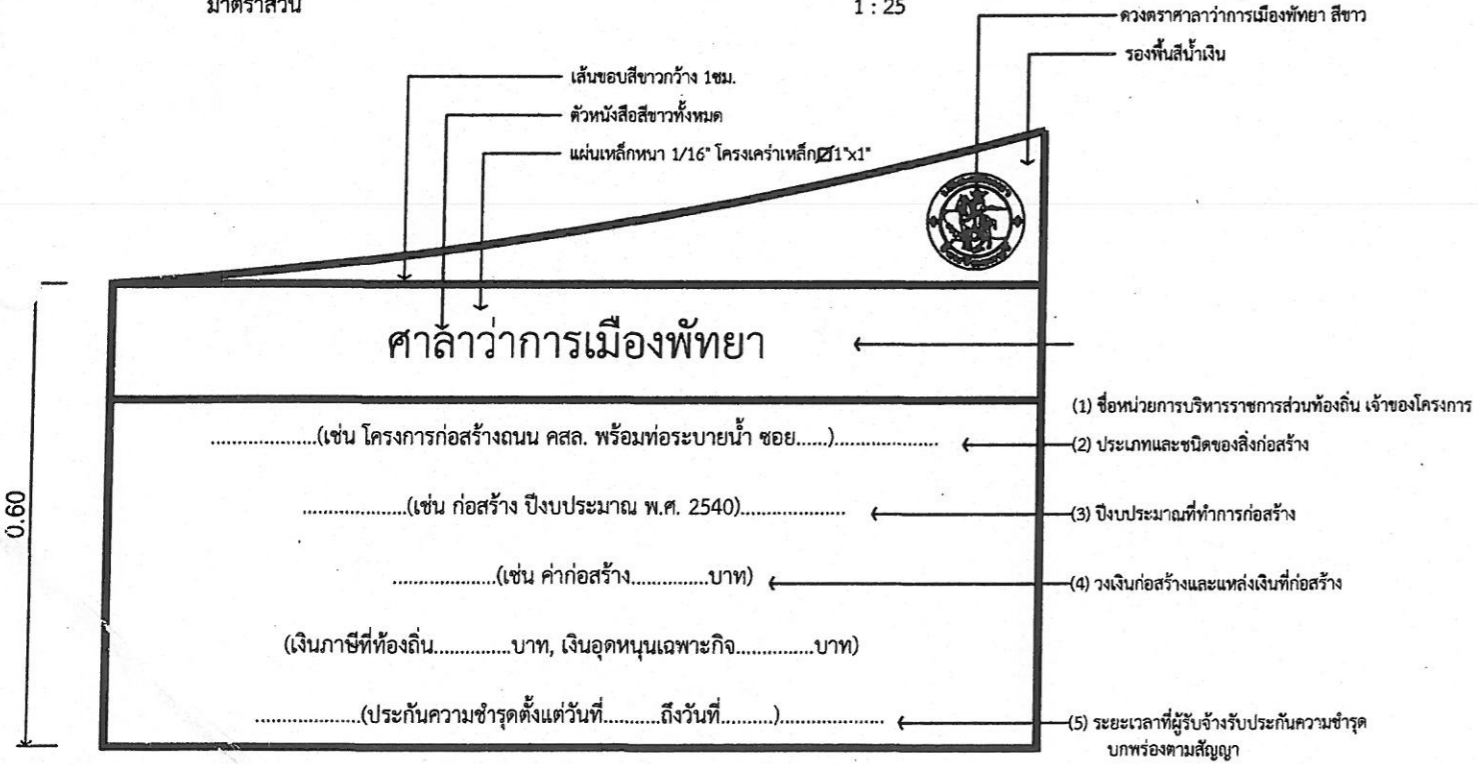 มาตราส่วน 1 : 25
ดวงตราศาลาว่าการเมืองพัทยา สีขาว
รองพื้นสีน้ำเงิน
เส้นขอบสีขาวกว้าง 1ซม.
ตัวหนังสือสีขาวทั้งหมด
แผ่นเหล็กหนา 1/16" โครงเคร่าเหล็ก 1"x1"
ศาลาว่าการเมืองพัทยา
(1) ชื่อหน่วยการบริหารราชการส่วนท้องถิ่น เจ้าของโครงการ
....................(เช่น โครงการก่อสร้างถนน คสล. พร้อมท่อระบายน้ำ ซอย......)....................
(2) ประเภทและชนิดของสิ่งก่อสร้าง
....................(เช่น ก่อสร้าง ปีงบประมาณ พ.ศ. 2540)....................
(3) ปีงบประมาณที่ทำการก่อสร้าง
....................(เช่น ค่าก่อสร้าง...............บาท)
(4) วงเงินก่อสร้างและแหล่งเงินที่ก่อสร้าง
(เงินภาษีที่ท้องถิ่น...............บาท, เงินอุดหนุนเฉพาะกิจ...............บาท)
....................(ประกันความชำรุดตั้งแต่วันที่...........ถึงวันที่..........)....................
(5) ระยะเวลาที่ผู้รับจ้างรับประกันความชำรุด
บกพร่องตามสัญญา
0.60